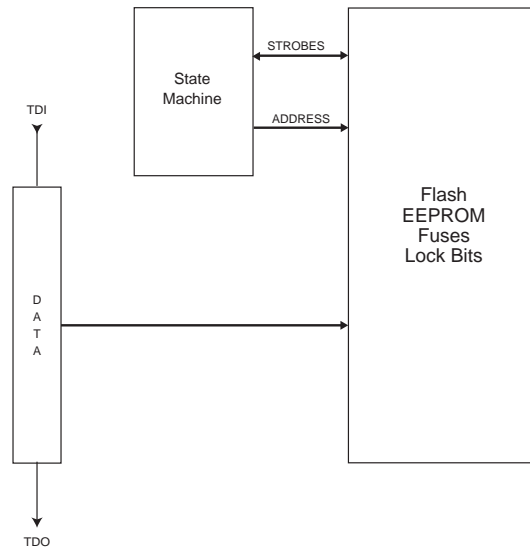 STROBES
State
Machine
ADDRESS
TDI
Flash
EEPROM
Fuses
Lock Bits
D
A
T
A
TDO